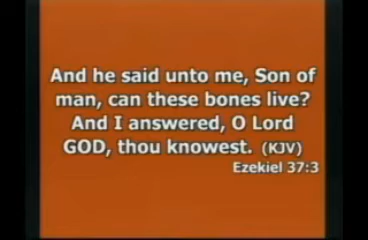 And he said unto me, Son of
man, can these bones live?
And I answered, O Lord
GOD, thou knowest. (KJV)
Ezekiel 37:3